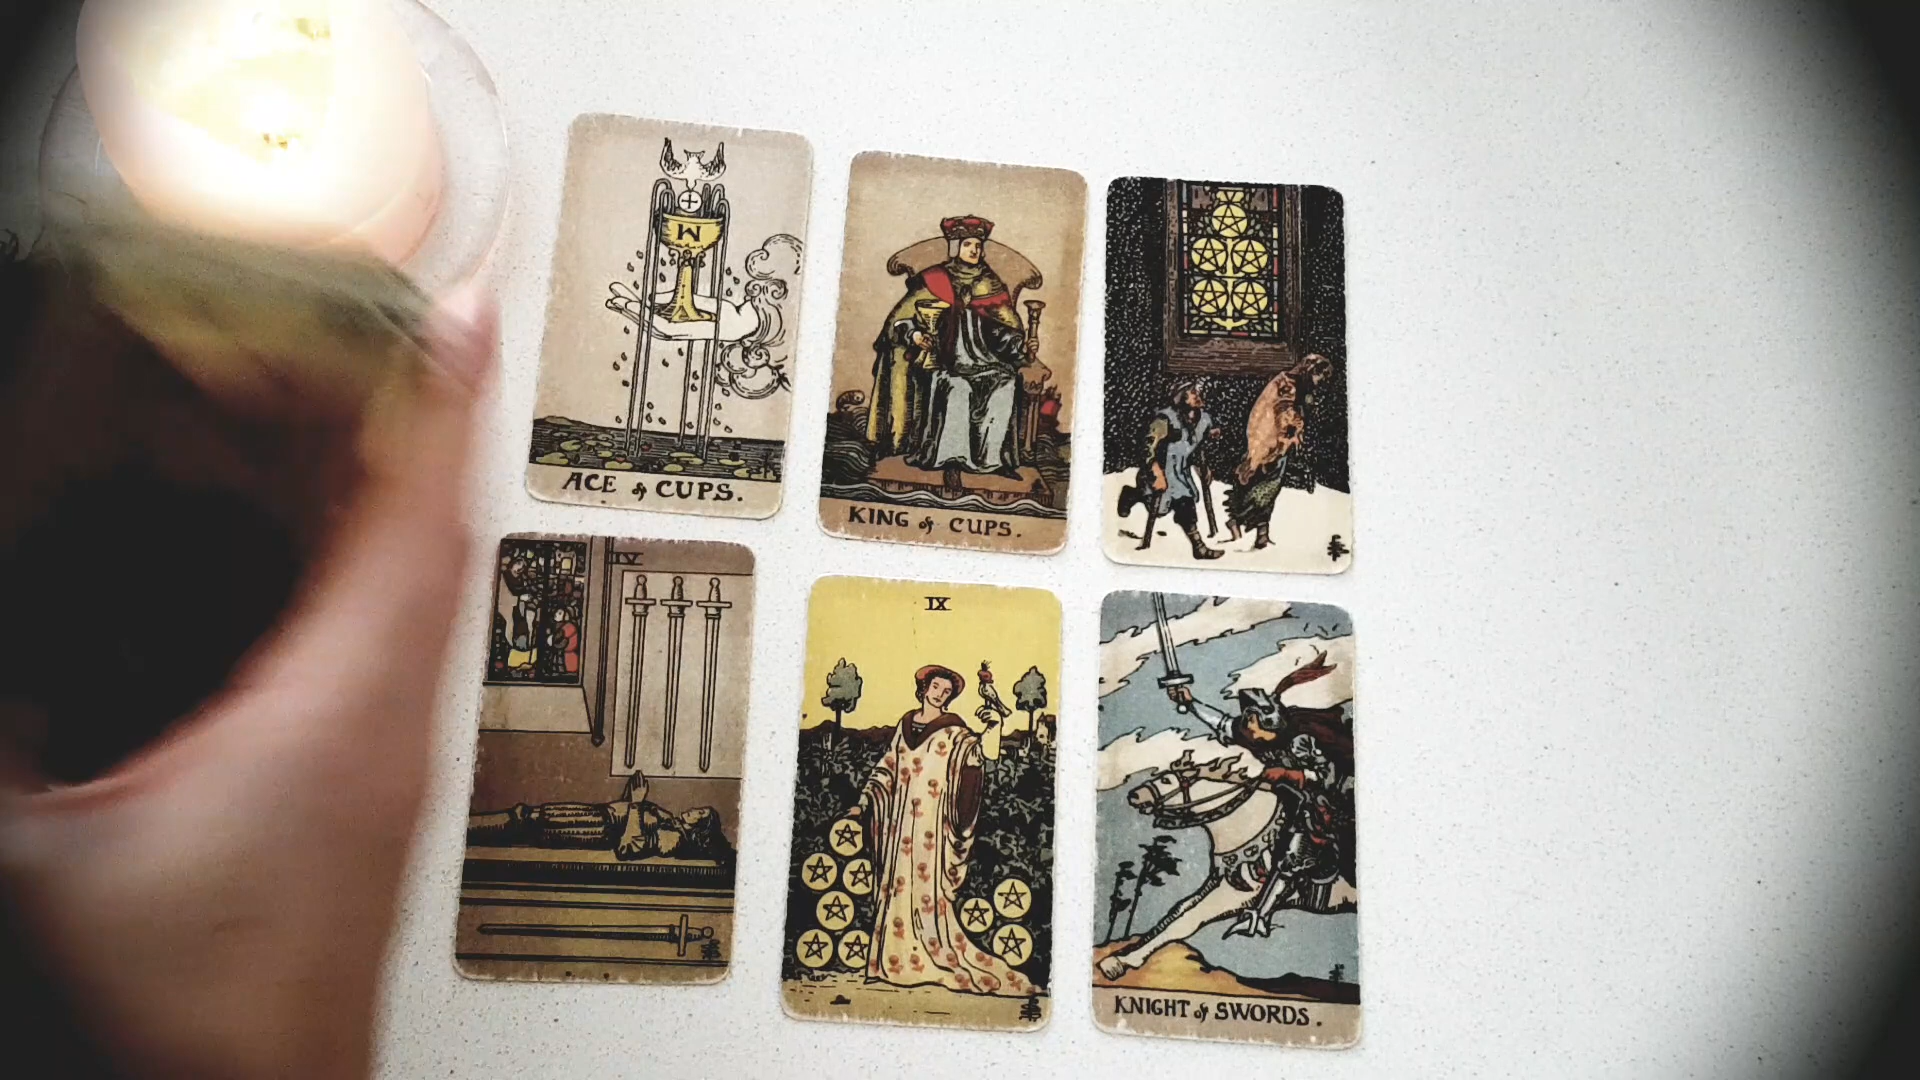 ACE of CUPS.
KING of CUPS.
IV
IX
KNIGHT of SWORDS.